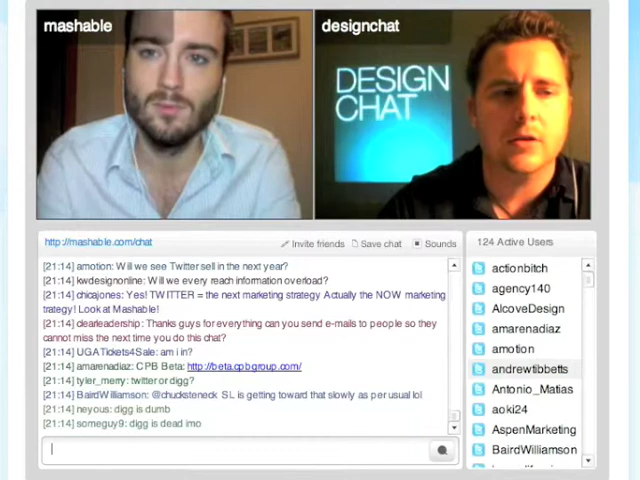 mashable
designchat
DESIGN
CHAT
http://mashable.com/chat
Invite friends
Save chat
Sounds
124 Active Users
[21:14] amotion: Will we see Twitter sell in the next year?
[21:14] kwdesignonline: Will we every reach information overload?
[21:14] chicajones: Yes! TWITTER = the next marketing strategy Actually the NOW marketing
trategy! Look at Mashable!
[21:14] clearleadership: Thanks guys for everything can you send e-mails to people so they
cannot miss the next time you do this chat?
[21:14] UGATickets4Sale: am i in?
[21:14] amarenadiaz: CPB Beta: http://beta.cpbgroup.com/
[21:14] tyler_merry: twitter or digg?
[21:14] BairdWilliamson: @chucksteneck SL is getting toward that slowly as per usual lol
[21:14] neyous: digg is dumb
[21:14] someguy9: digg is dead imo
actionbitch
agency140
AlcoveDesign
amarenadiaz
amotion
andrewtibbetts
Antonio_Matias
aoki24
AspenMarketing
BairdWilliamson